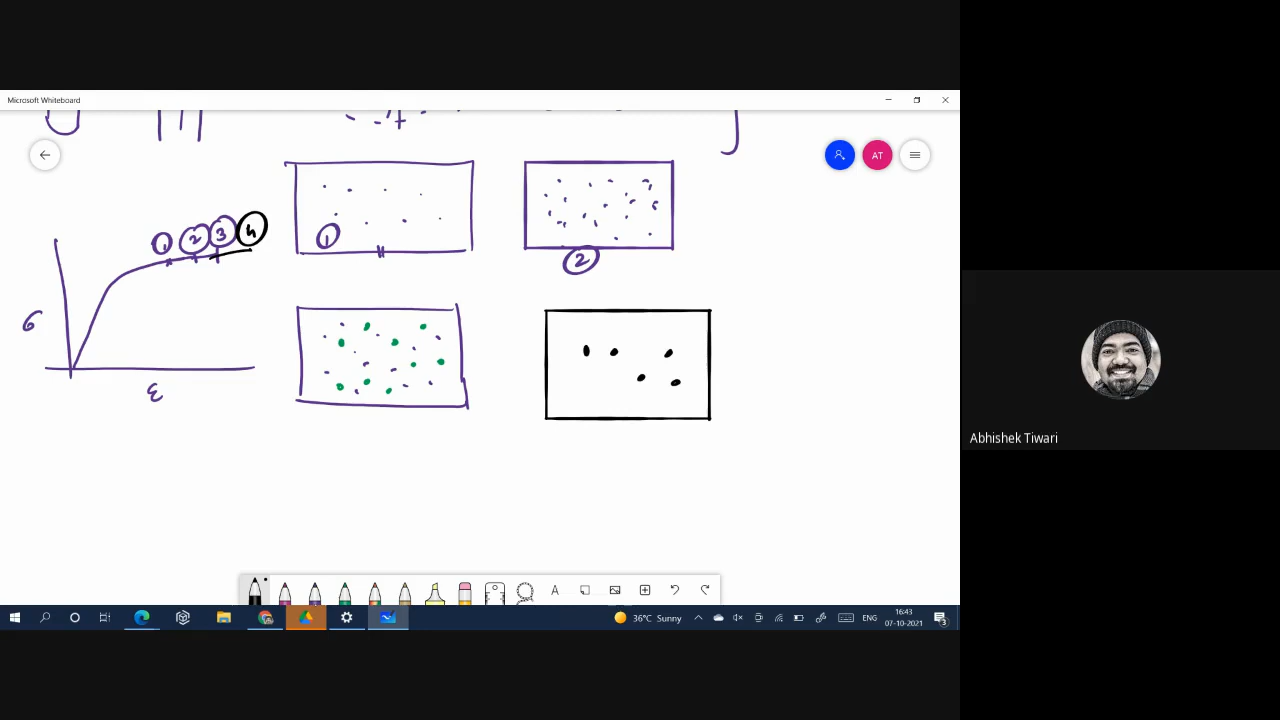 Microsoft Whiteboard
AT
1 2 3 4
1
2
σ
ε
Abhishek Tiwari
A
36°C Sunny
ENG
16:43
07-10-2021
3